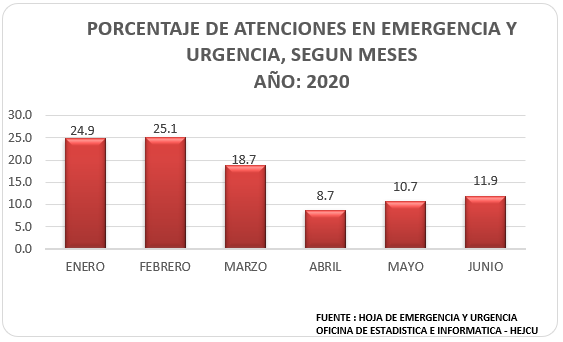 PORCENTAJE DE ATENCIONES EN EMERGENCIA Y
URGENCIA, SEGUN MESES
AÑO: 2020
30.0
25.0
20.0
15.0
10.0
5.0
0.0
24.9
25.1
18.7
8.7
10.7
11.9
ENERO
FEBRERO
MARZO
ABRIL
MAYO
JUNIO
FUENTE : HOJA DE EMERGENCIA Y URGENCIA
OFICINA DE ESTADISTICA E INFORMATICA - HEJCU